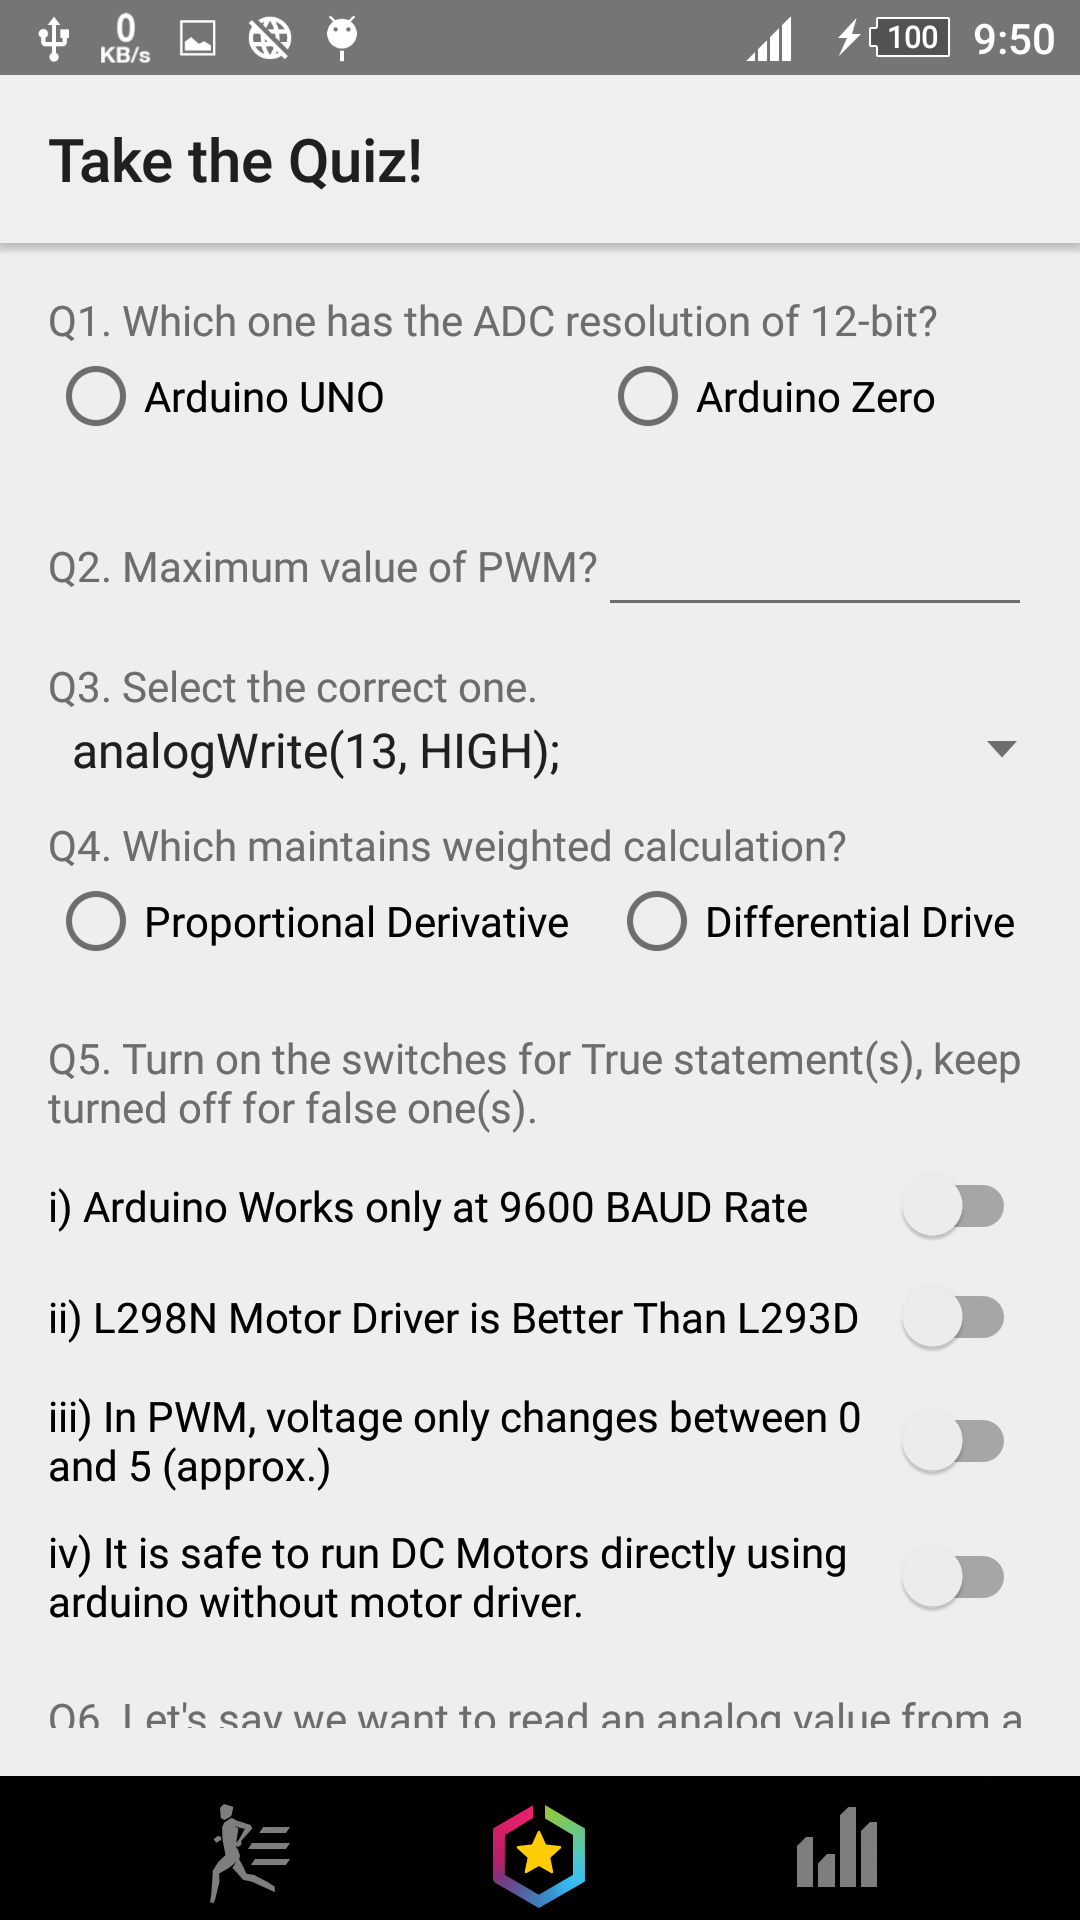 0
KB/s
100
9:50
Take the Quiz!
Q1. Which one has the ADC resolution of 12-bit?
Arduino UNO
Arduino Zero
Q2. Maximum value of PWM?
Q3. Select the correct one.
analogWrite(13, HIGH);
Q4. Which maintains weighted calculation?
Proportional Derivative
Differential Drive
Q5. Turn on the switches for True statement(s), keep
turned off for false one(s).
i) Arduino Works only at 9600 BAUD Rate
ii) L298N Motor Driver is Better Than L293D
iii) In PWM, voltage only changes between 0
and 5 (approx.)
iv) It is safe to run DC Motors directly using
arduino without motor driver.
Q6. Let's say we want to read an analog value from a